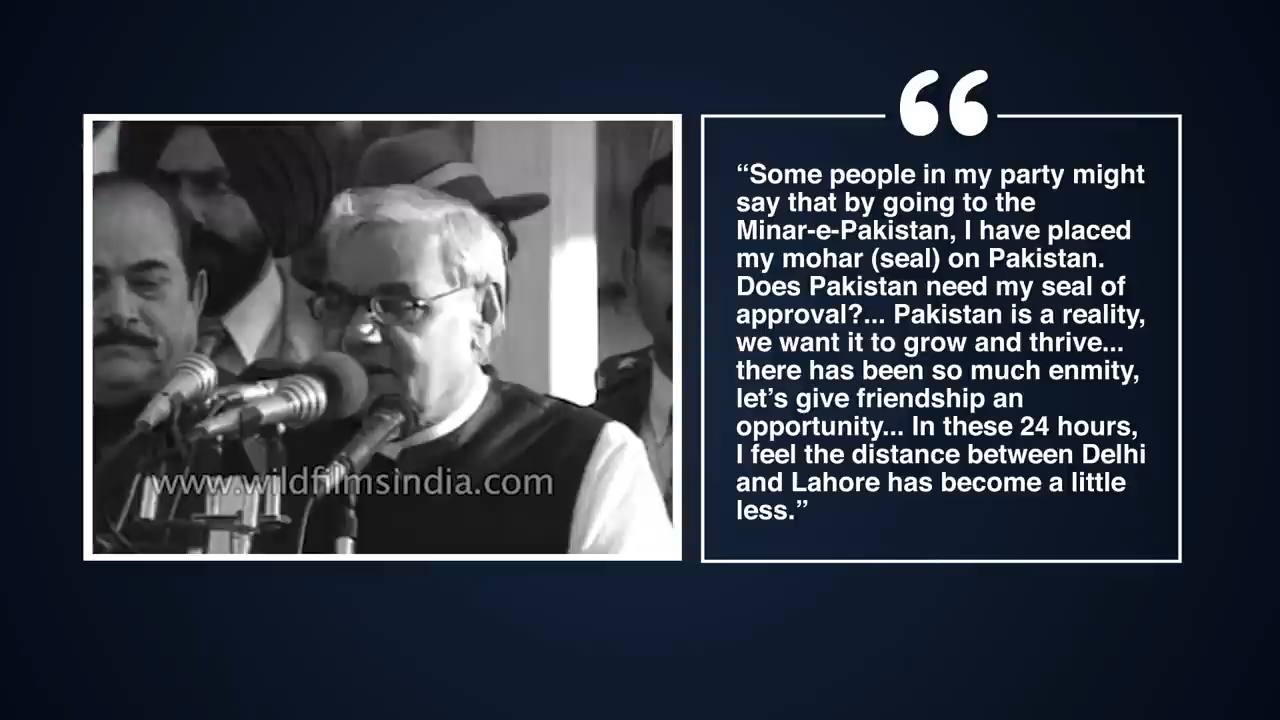 www.wildfilmsindia.com
“Some people in my party might
say that by going to the
Minar-e-Pakistan, I have placed
my mohar (seal) on Pakistan.
Does Pakistan need my seal of
approval?... Pakistan is a reality,
we want it to grow and thrive...
there has been so much enmity,
let’s give friendship an
opportunity... In these 24 hours,
I feel the distance between Delhi
and Lahore has become a little
less.”